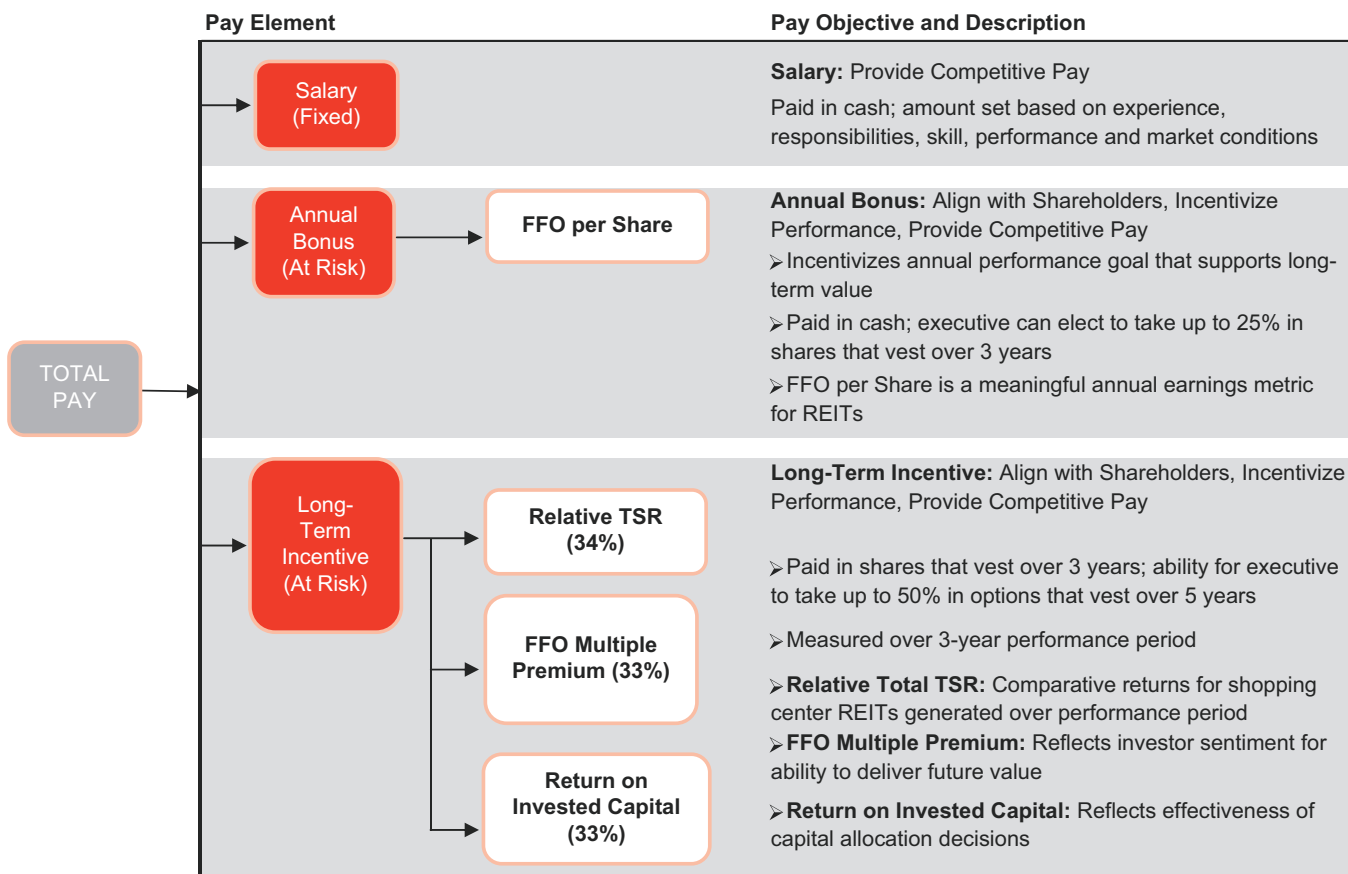 Pay Element
Pay Objective and Description
TOTAL
PAY
Salary
(Fixed)
Salary: Provide Competitive Pay
Paid in cash; amount set based on experience,
responsibilities, skill, performance and market conditions
Annual
Bonus
(At Risk)
FFO per Share
Annual Bonus: Align with Shareholders, Incentivize
Performance, Provide Competitive Pay
➢Incentivizes annual performance goal that supports long-
term value
➢Paid in cash; executive can elect to take up to 25% in
shares that vest over 3 years
➢FFO per Share is a meaningful annual earnings metric
for REITs
Long-
Term
Incentive
(At Risk)
Relative TSR
(34%)
FFO Multiple
Premium (33%)
Return on
Invested Capital
(33%)
Long-Term Incentive: Align with Shareholders, Incentivize
Performance, Provide Competitive Pay
➢Paid in shares that vest over 3 years; ability for executive
to take up to 50% in options that vest over 5 years
➢Measured over 3-year performance period
➢Relative Total TSR: Comparative returns for shopping
center REITs generated over performance period
➢FFO Multiple Premium: Reflects investor sentiment for
ability to deliver future value
➢Return on Invested Capital: Reflects effectiveness of
capital allocation decisions